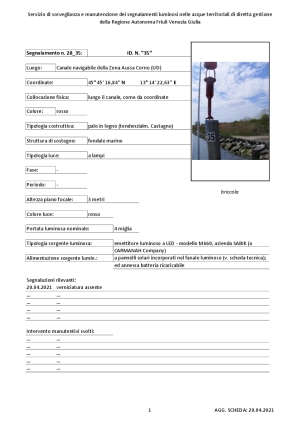 Servizio di sorveglianza e manutenzione dei segnalamenti luminosi nelle acque territoriali di diretta gestione
della Regione Autonoma Friuli Venezia Giulia
Segnalamento n. 28_35: ID. N. "35"
Luogo: Canale navigabile della Zona Aussa Corno (UD)
Coordinate: 45° 45' 16,84" N 13° 14' 22,63" E
Collocazione fisica: lungo il canale, come da coordinate
Colore: rosso
Tipologia costruttiva: palo in legno (tendenzialm. Castagno)
Struttura di sostegno: fondale marino
Tipologia luce: a lampi
Fase: -
Periodo: -
briccole
Altezza piano focale: 3 metri
Colore luce: rosso
Portata luminosa nominale: 4 miglia
Tipologia sorgente luminosa: emettitore luminoso a LED - modello M660, azienda SABIK (a
CARMANAH Company)
Alimentazione sorgente lumin.: a pannelli solari incorporati nel fanale luminoso (v. scheda tecnica);
ed annessa batteria ricaricabile
Segnalazioni rilevanti:
20.04.2021 verniciatura assente
... ...
... ...
... ...
... ...
Intervento manutentivi svolti:
... ...
... ...
... ...
... ...
... ...
1 AGG. SCHEDA: 20.04.2021
35